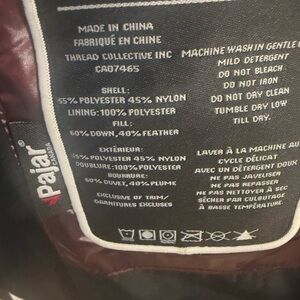 MADE IN CHINA
FABRIQUÉ EN CHINE
THREAD COLLECTIVE INC
CA07465
SHELL:
55% POLYESTER 45% NYLON
LINING: 100% POLYESTER
FILL:
60% DOWN, 40% FEATHER
EXTÉRIEUR:
55% POLYESTER 45% NYLON
DOUBLURE: 100% POLYESTER
BOURRURE:
60% DUVET, 40% PLUME
EXCLUSIVE OF TRIM/
GARNITURES EXCLUSES
MACHINE WASH IN GENTLE
MILD DETERGENT
DO NOT BLEACH
DO NOT IRON
DO NOT DRY CLEAN
TUMBLE DRY LOW
TILL DRY.
LAVER À LA MACHINE AU
CYCLE DÉLICAT
AVEC UN DÉTERGENT DOUX
NE PAS JAVELISER
NE PAS REPASSER
NE PAS NETTOYER À SEC
SÉCHER PAR CULBUTAGE
À BASSE TEMPÉRATURE
Pajar®
CANADA